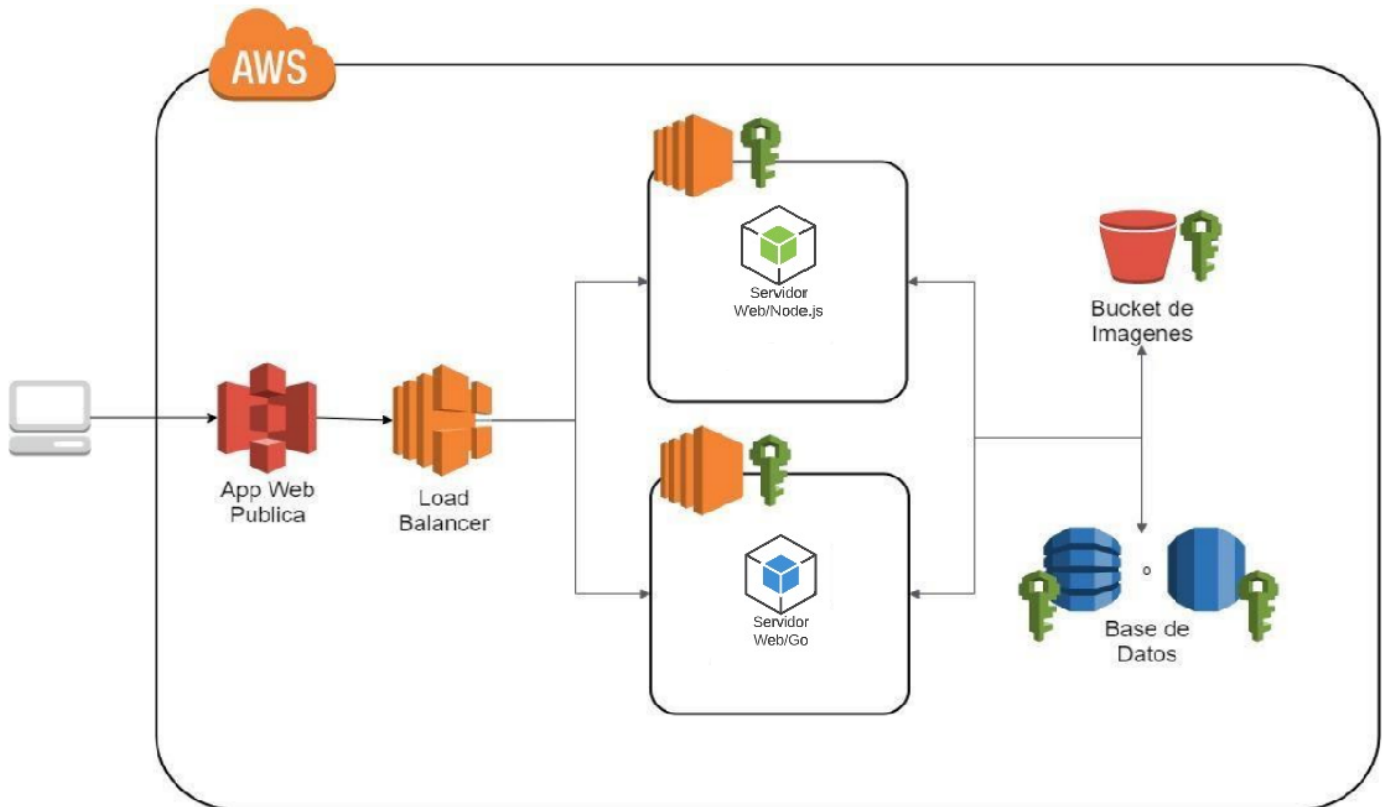 AWS
Servidor
Web/Node.js
Bucket de
Imagenes
App Web
Publica
Load
Balancer
Servidor
Web/Go
o
Base de
Datos